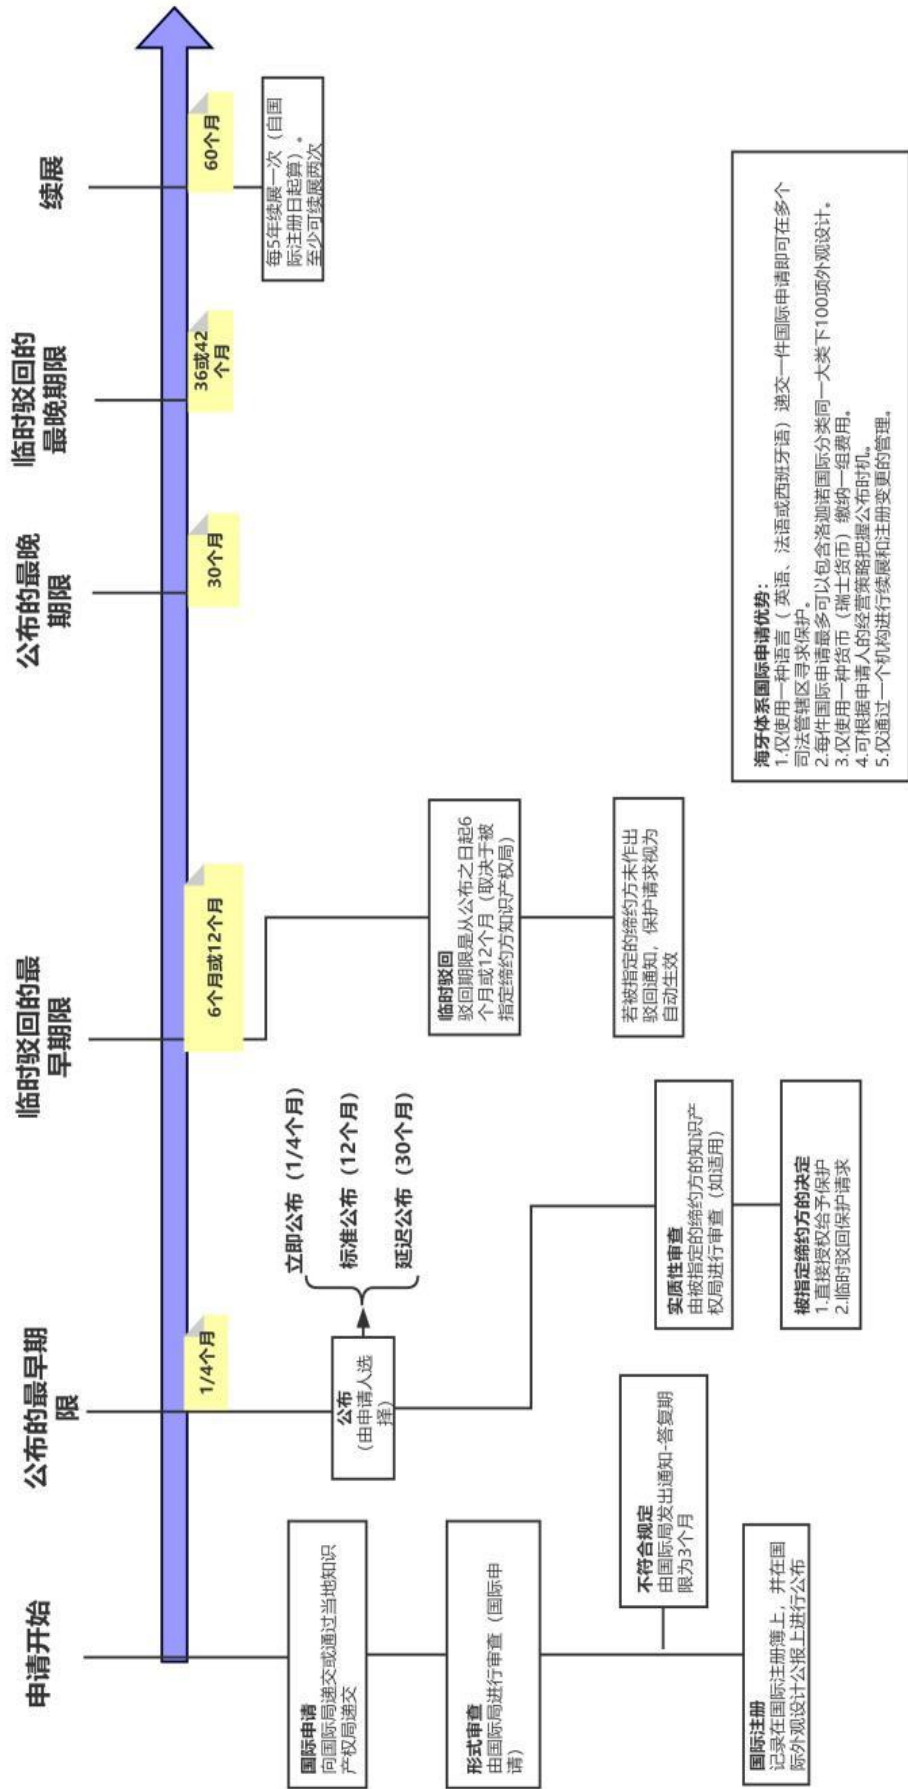 申请开始
公布的最早期
限
临时驳回的最
早期限
公布的最晚
期限
临时驳回的
最晚期限
续展
1/4个月
6个月或12个月
30个月
36或42
个月
60个月
国际申请
向国际局递交或通过当地知识
产权局递交
形式审查
由国际局进行审查（国际申
请）
不符合规定
由国际局发出通知-答复期
限为3个月
国际注册
记录在国际注册簿上，并在国
际外观设计公报上进行公布
公布
（由申请人选
择）
立即公布（1/4个月）
标准公布（12个月）
延迟公布（30个月）
实质性审查
由被指定的缔约方的知识产
权局进行审查（如适用）
被指定缔约方的决定
1.直接授权给予保护
2.临时驳回保护请求
临时驳回
驳回期限是从公布之日起6
个月或12个月（取决于被
指定缔约方知识产权局）
若被指定的缔约方未作出
驳回通知，保护请求视为
自动生效
每5年续展一次（自国
际注册日起算）。
至少可续展两次
海牙体系国际申请优势：
1.仅使用一种语言（ 英语、法语或西班牙语）递交一件国际申请即可在多个
司法管辖区寻求保护。
2.每件国际申请最多可以包含洛迦诺国际分类同一大类下100项外观设计。
3.仅使用一种货币（瑞士货币）缴纳一组费用。
4.可根据申请人的经营策略把握公布时机。
5.仅通过一个机构进行续展和注册变更的管理。